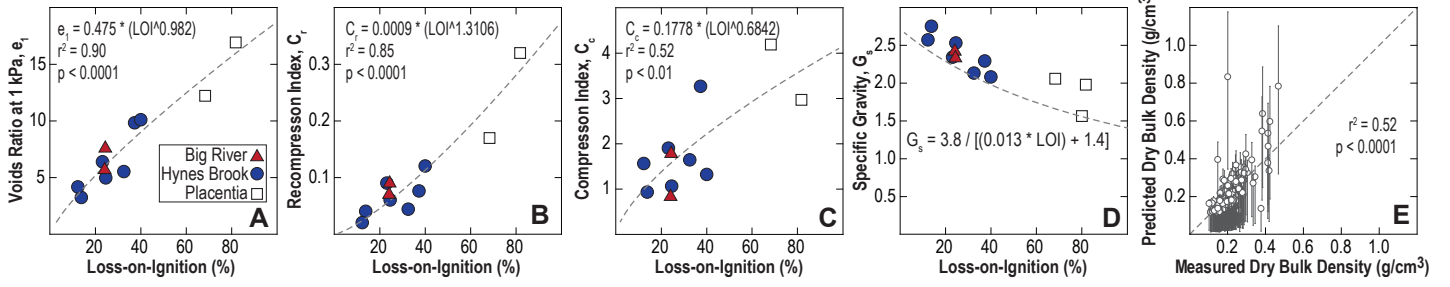 Voids Ratio at 1 kPa, e1
15
10
5
e1 = 0.475 * (LOI^0.982)
r2 = 0.90
p < 0.0001
Big River
Hynes Brook
Placentia
A
20 40 60 80
Loss-on-Ignition (%)
Recompresson Index, Cr
0.3
0.2
0.1
Cr = 0.0009 * (LOI^1.3106)
r2 = 0.85
p < 0.0001
B
20 40 60 80
Loss-on-Ignition (%)
Compression Index, Cc
4
3
2
1
Cc = 0.1778 * (LOI^0.6842)
r2 = 0.52
p < 0.01
C
20 40 60 80
Loss-on-Ignition (%)
Specific Gravity, Gs
2.5
2.0
1.5
1.0
0.5
Gs = 3.8 / [(0.013 * LOI) + 1.4]
D
20 40 60 80
Loss-on-Ignition (%)
Predicted Dry Bulk Density (g/cm3)
1.0
0.8
0.6
0.4
0.2
r2 = 0.52
p < 0.0001
E
0.2 0.4 0.6 0.8 1.0
Measured Dry Bulk Density (g/cm3)